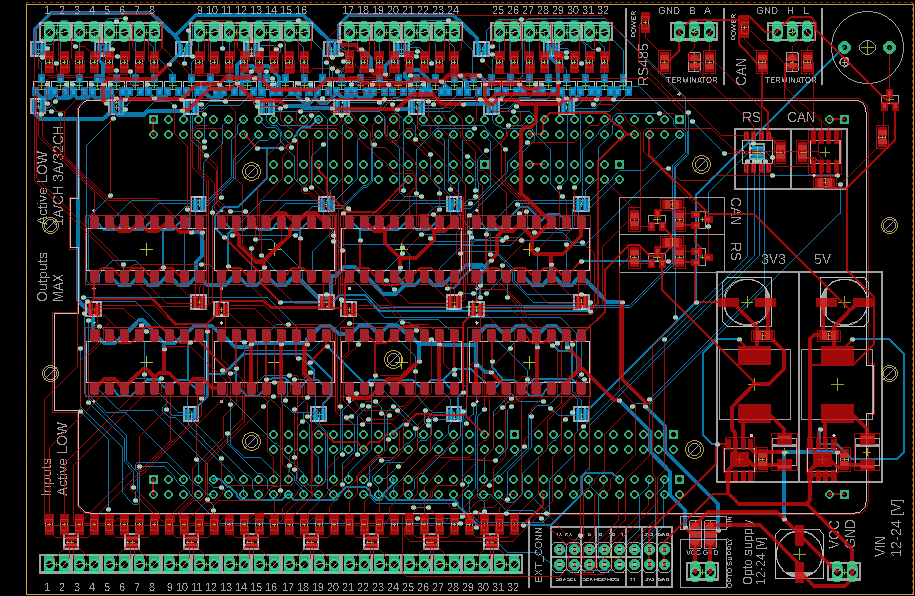 1 2 3 4 5 6 7 8 9 10 11 12 13 14 15 16 17 18 19 20 21 22 23 24 25 26 27 28 29 30 31 32
POWER
GND B A
RS485
TERMINATOR
POWER
GND H L
CAN
TERMINATOR
RS CAN
Active LOW
1A/CH 3A/32CH
Outputs
MAX
CAN
RS
3V3 5V
Inputs
Active LOW
EXT_CONN
Opto supply
12-24 [V]
VCC
GND
VIN
12-24 [V]
1 2 3 4 5 6 7 8 9 10 11 12 13 14 15 16 17 18 19 20 21 22 23 24 25 26 27 28 29 30 31 32